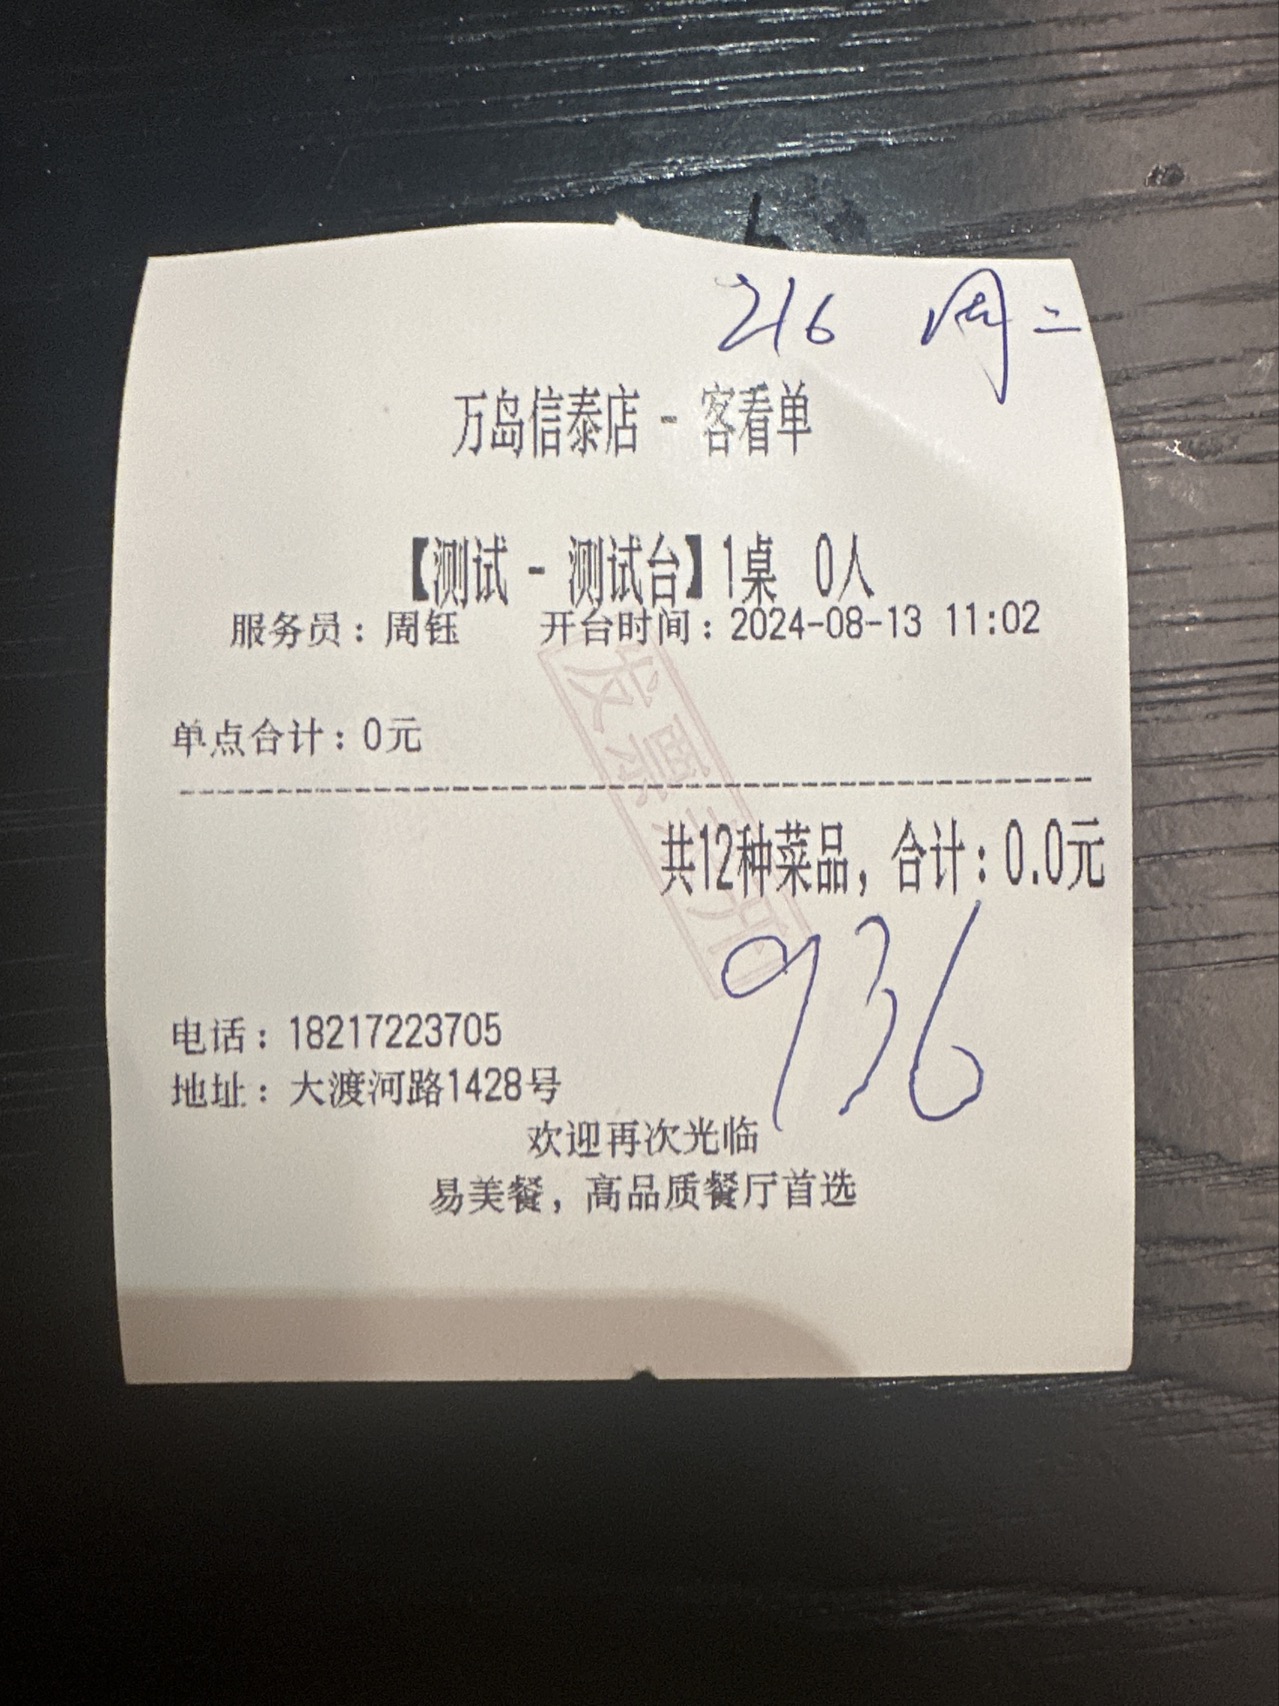 216 周二
万岛信泰店 - 客看单
【测试 - 测试台】1桌 0人
服务员：周钰 开台时间：2024-08-13 11:02
单点合计：0元
共12种菜品，合计：0.0元
发票已开
936
电话：18217223705
地址：大渡河路1428号
欢迎再次光临
易美餐，高品质餐厅首选